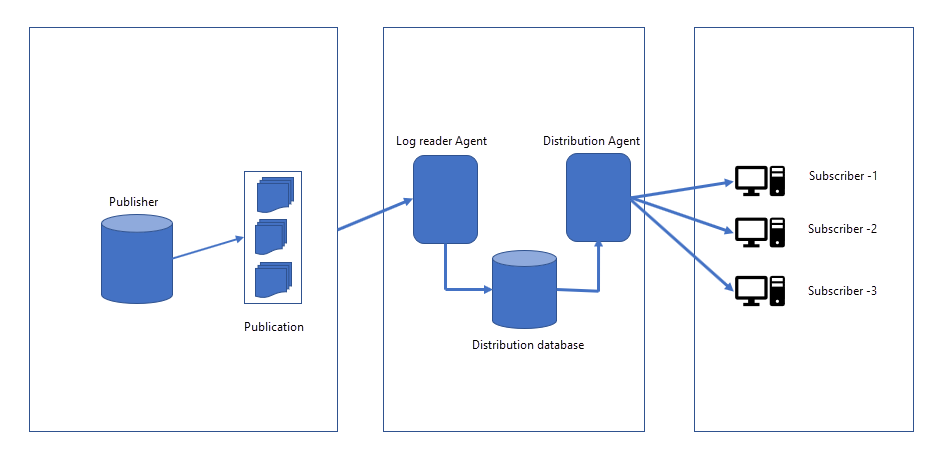 Publisher
Publication
Log reader Agent
Distribution Agent
Distribution database
Subscriber -1
Subscriber -2
Subscriber -3